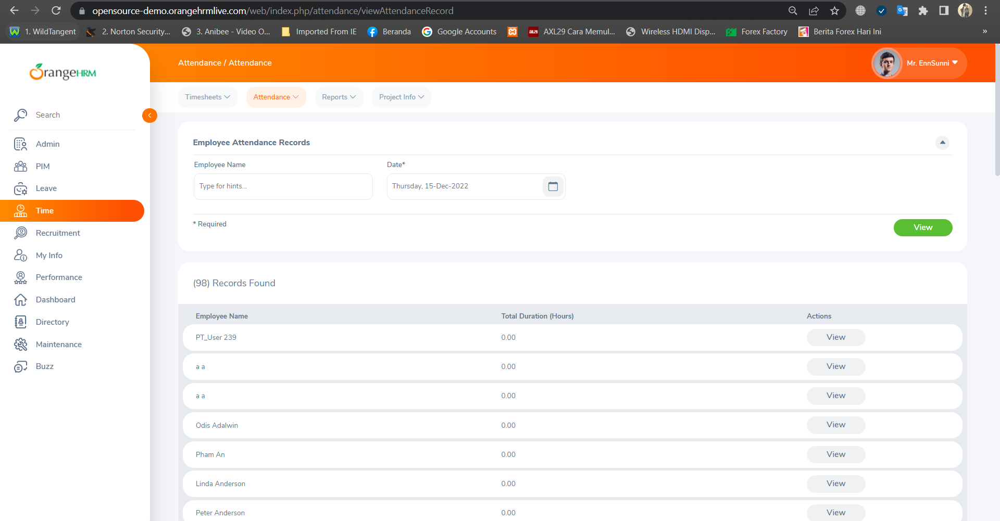 opensource-demo.orangehrmlive.com/web/index.php/attendance/viewAttendanceRecord
1. WildTangent
2. Norton Security...
3. Anibee - Video O...
Imported From IE
Beranda
Google Accounts
AXL29 Cara Memul...
Wireless HDMI Disp...
Forex Factory
Berita Forex Hari Ini
»
OrangeHRM
Attendance / Attendance
Mr. EnnSunni
Timesheets
Attendance
Reports
Project Info
Search
Admin
PIM
Leave
Time
Recruitment
My Info
Performance
Dashboard
Directory
Maintenance
Buzz
Employee Attendance Records
Employee Name
Date*
Type for hints...
Thursday, 15-Dec-2022
* Required
View
(98) Records Found
Employee Name Total Duration (Hours) Actions
PT_User 239 0.00 View
a a 0.00 View
a a 0.00 View
Odis Adalwin 0.00 View
Pham An 0.00 View
Linda Anderson 0.00 View
Peter Anderson 0.00 View